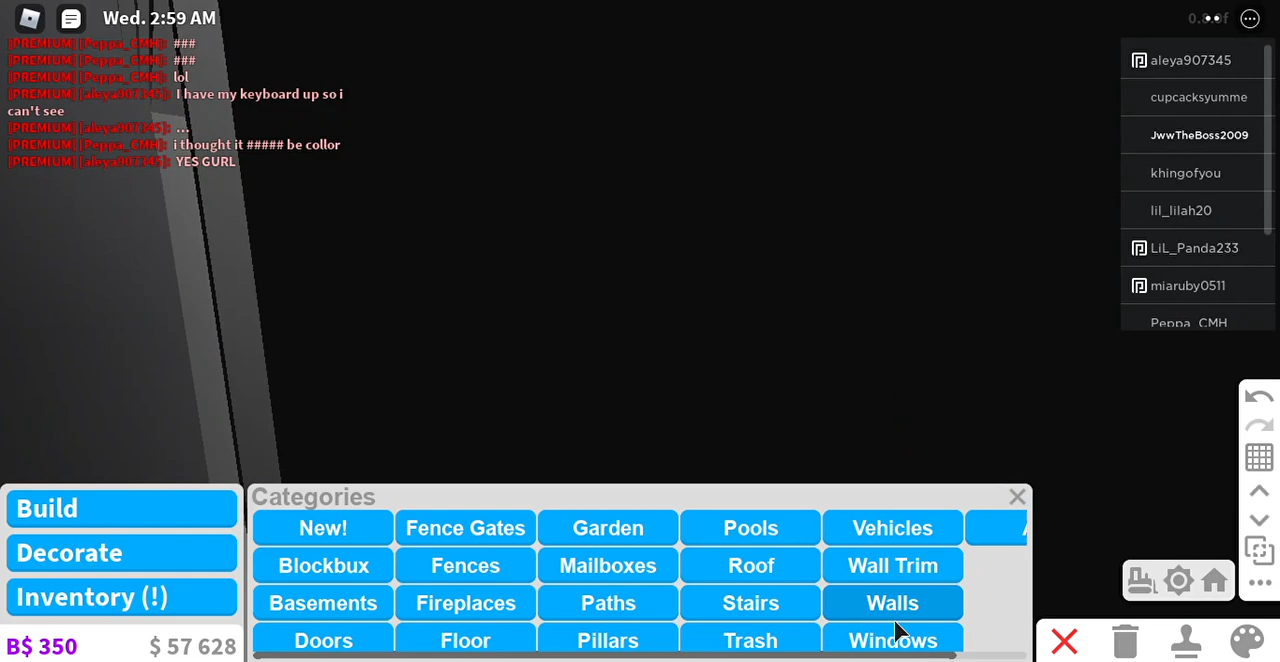 Wed. 2:59 AM
[PREMIUM] [Peppa_CMH]: ###
[PREMIUM] [Peppa_CMH]: ###
[PREMIUM] [Peppa_CMH]: lol
[PREMIUM] [aleya907345]: I have my keyboard up so i
can't see
[PREMIUM] [aleya907345]: ...
[PREMIUM] [Peppa_CMH]: i thought it ##### be collor
[PREMIUM] [aleya907345]: YES GURL
aleya907345
cupcacksyumme
JwwTheBoss2009
khingofyou
lil_lilah20
LiL_Panda233
miaruby0511
Peppa_CMH
Build
Decorate
Inventory (!)
B$ 350
$ 57 628
Categories
New!
Fence Gates
Garden
Pools
Vehicles
Blockbux
Fences
Mailboxes
Roof
Wall Trim
Basements
Fireplaces
Paths
Stairs
Walls
Doors
Floor
Pillars
Trash
Windows